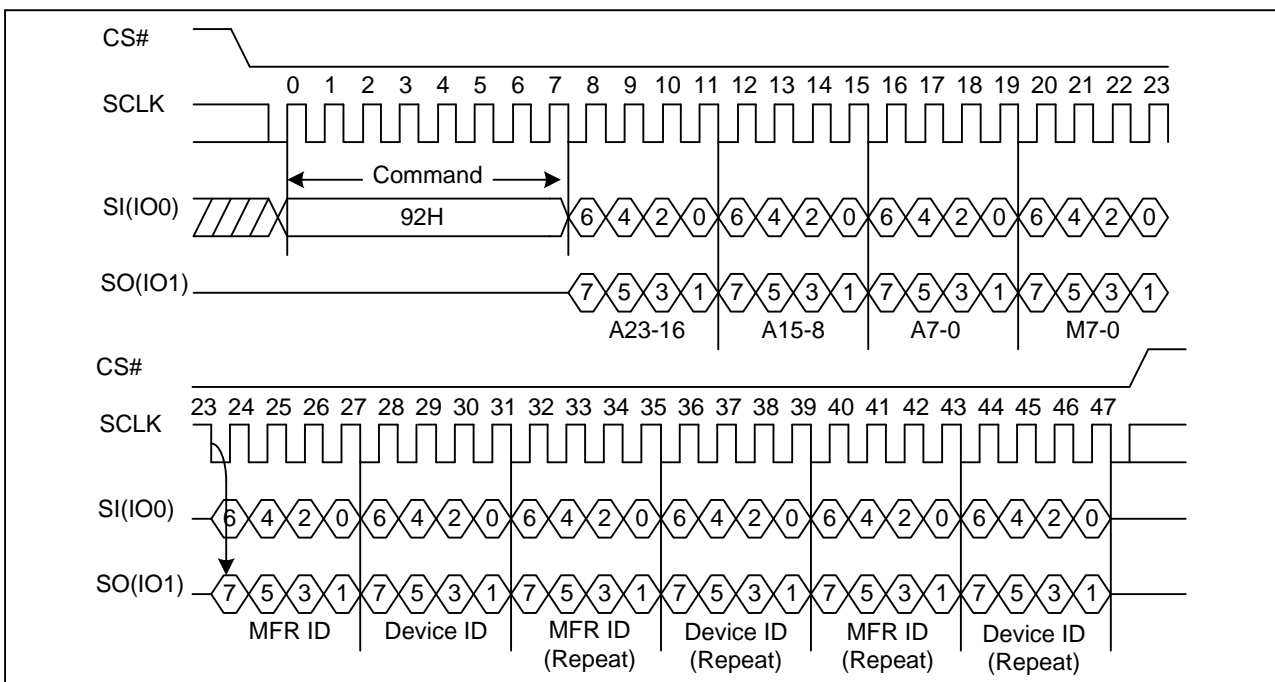 CS#
0 1 2 3 4 5 6 7 8 9 10 11 12 13 14 15 16 17 18 19 20 21 22 23
SCLK
Command
SI(IO0)
92H
6 4 2 0 6 4 2 0 6 4 2 0 6 4 2 0
SO(IO1)
7 5 3 1 7 5 3 1 7 5 3 1 7 5 3 1
A23-16 A15-8 A7-0 M7-0
CS#
23 24 25 26 27 28 29 30 31 32 33 34 35 36 37 38 39 40 41 42 43 44 45 46 47
SCLK
SI(IO0)
6 4 2 0 6 4 2 0 6 4 2 0 6 4 2 0 6 4 2 0 6 4 2 0
SO(IO1)
7 5 3 1 7 5 3 1 7 5 3 1 7 5 3 1 7 5 3 1 7 5 3 1
MFR ID Device ID MFR ID Device ID MFR ID Device ID
(Repeat) (Repeat) (Repeat) (Repeat)